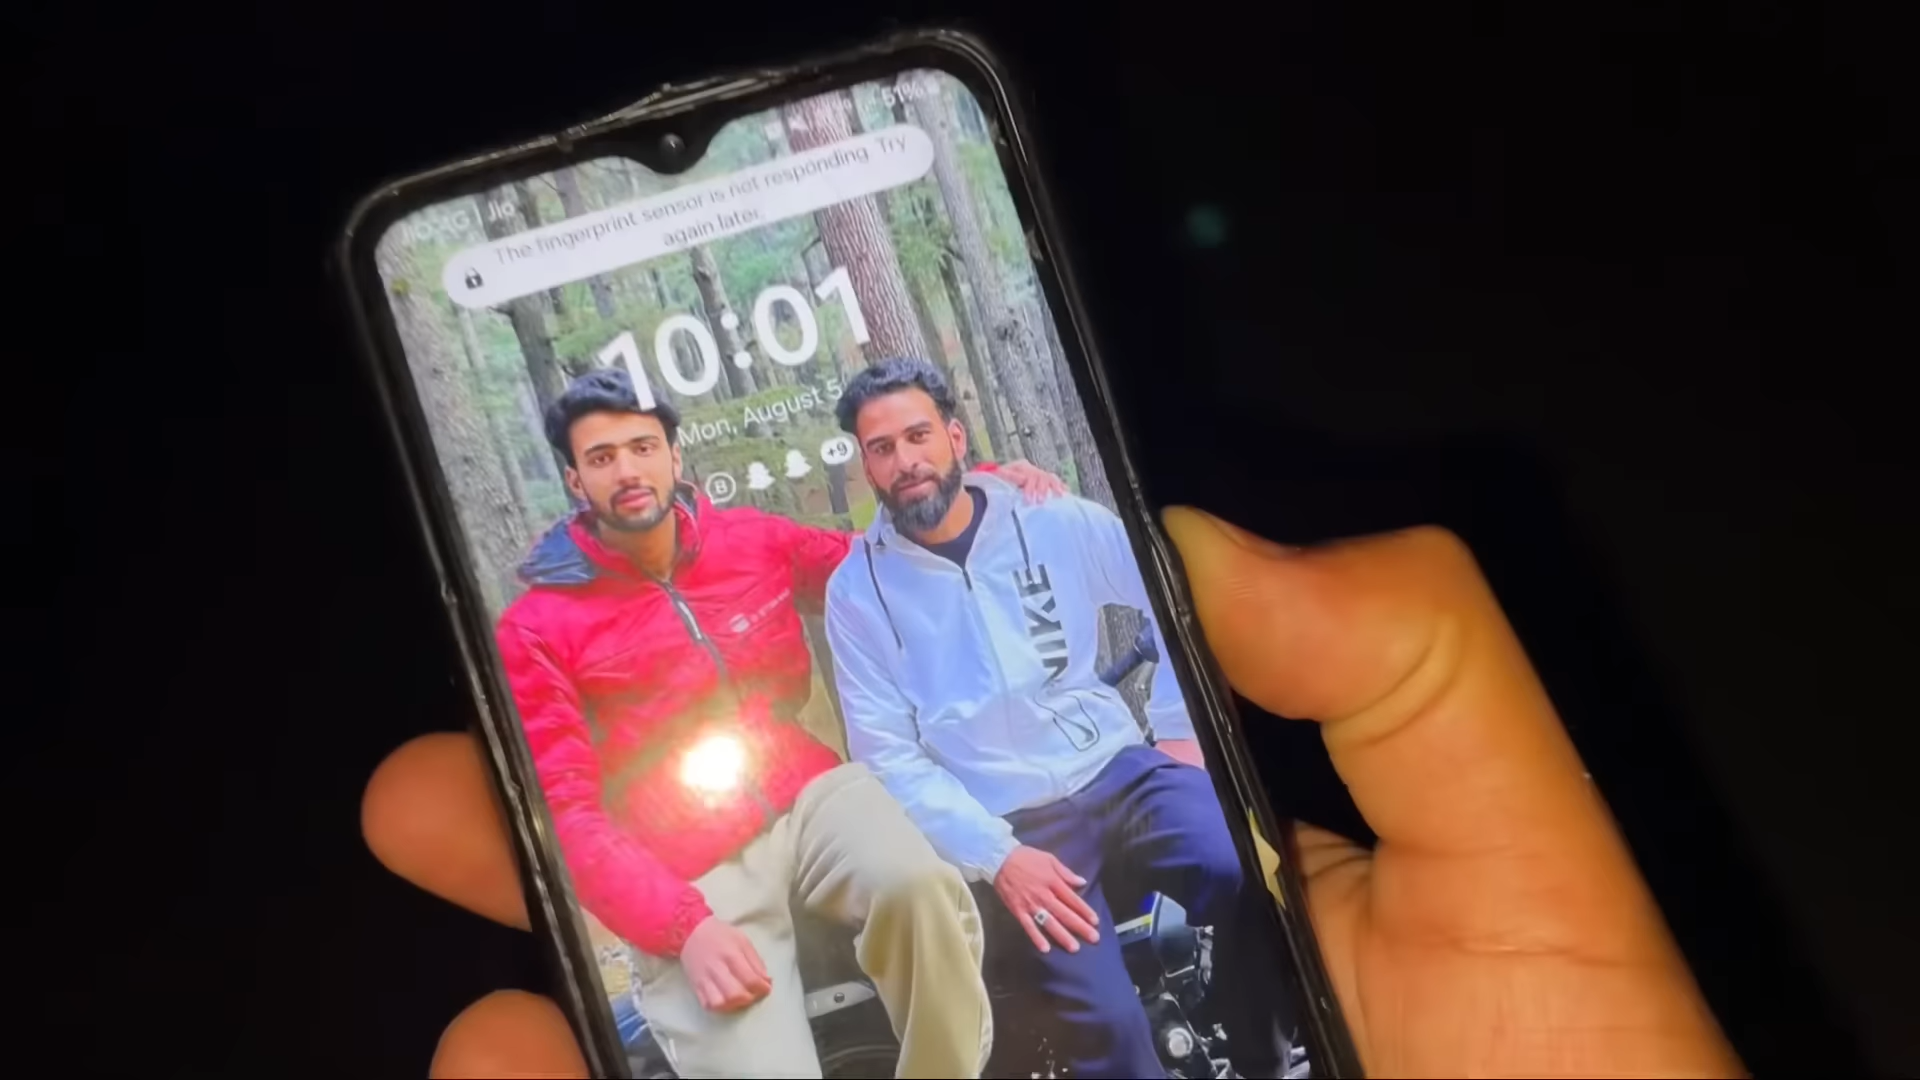 51%
Jio
The fingerprint sensor is not responding. Try
again later.
10:01
Mon, August 5
B
+9
NIKE